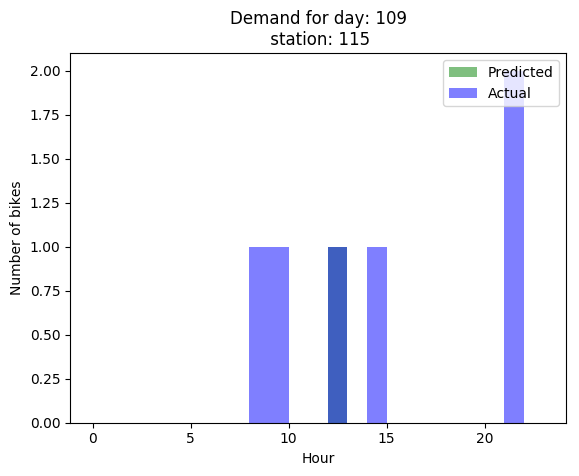 Demand for day: 109
station: 115
Predicted
Actual
2.00
1.75
1.50
1.25
1.00
0.75
0.50
0.25
0.00
Number of bikes
0 5 10 15 20
Hour